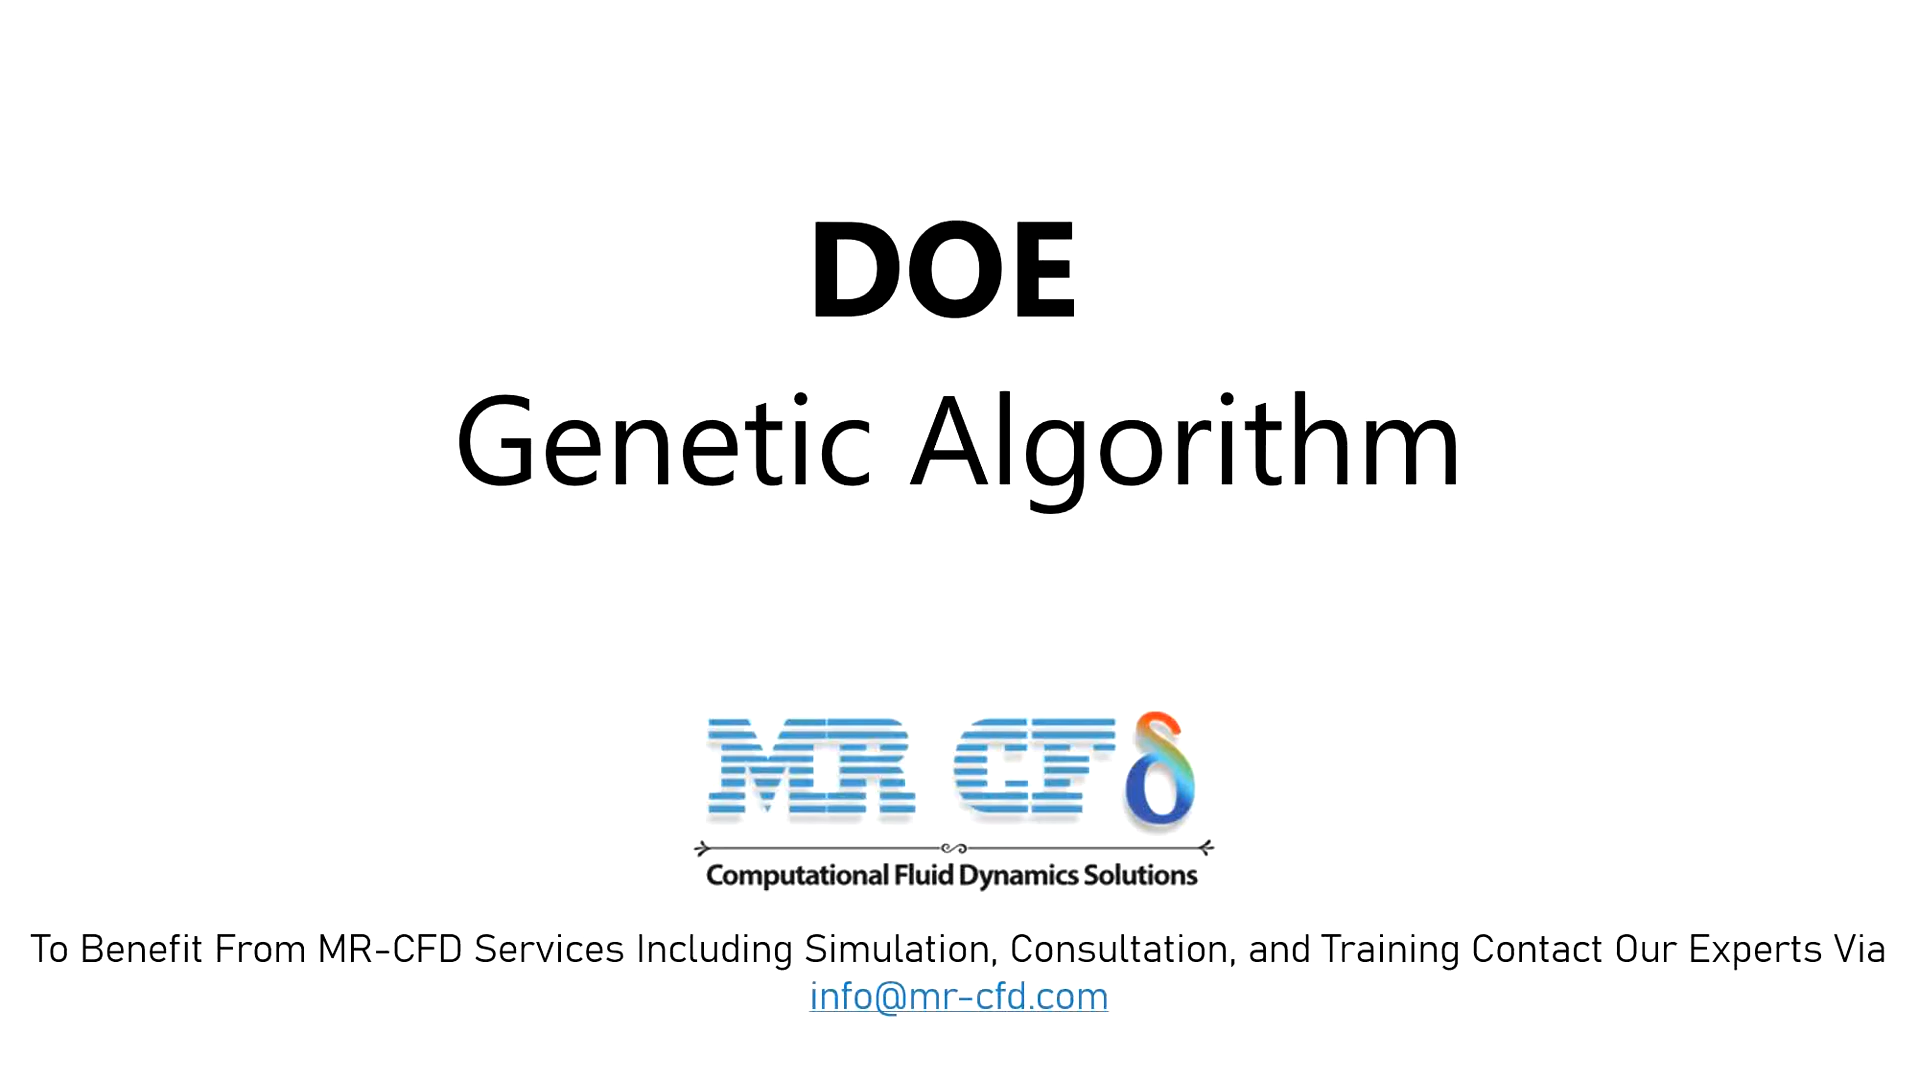 DOE
Genetic Algorithm
MR CFδ
Computational Fluid Dynamics Solutions
To Benefit From MR-CFD Services Including Simulation, Consultation, and Training Contact Our Experts Via
info@mr-cfd.com